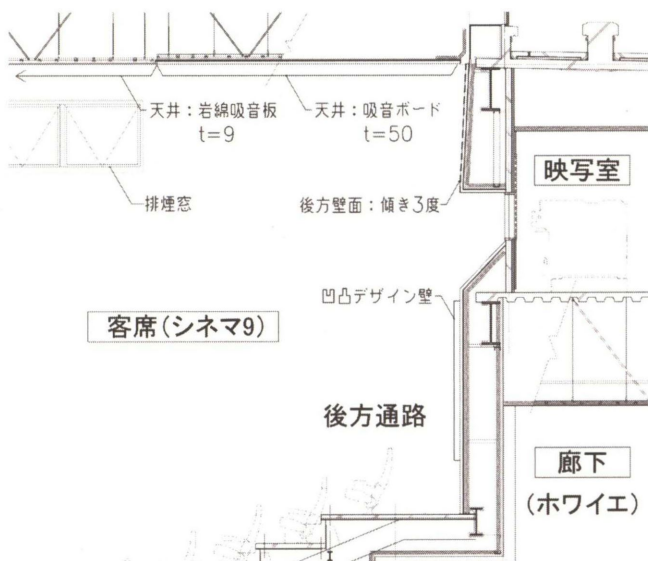 天井：岩綿吸音板
t=9
天井：吸音ボード
t=50
映写室
排煙窓
後方壁面：傾き3度
凹凸デザイン壁
客席(シネマ9)
後方通路
廊下
(ホワイエ)